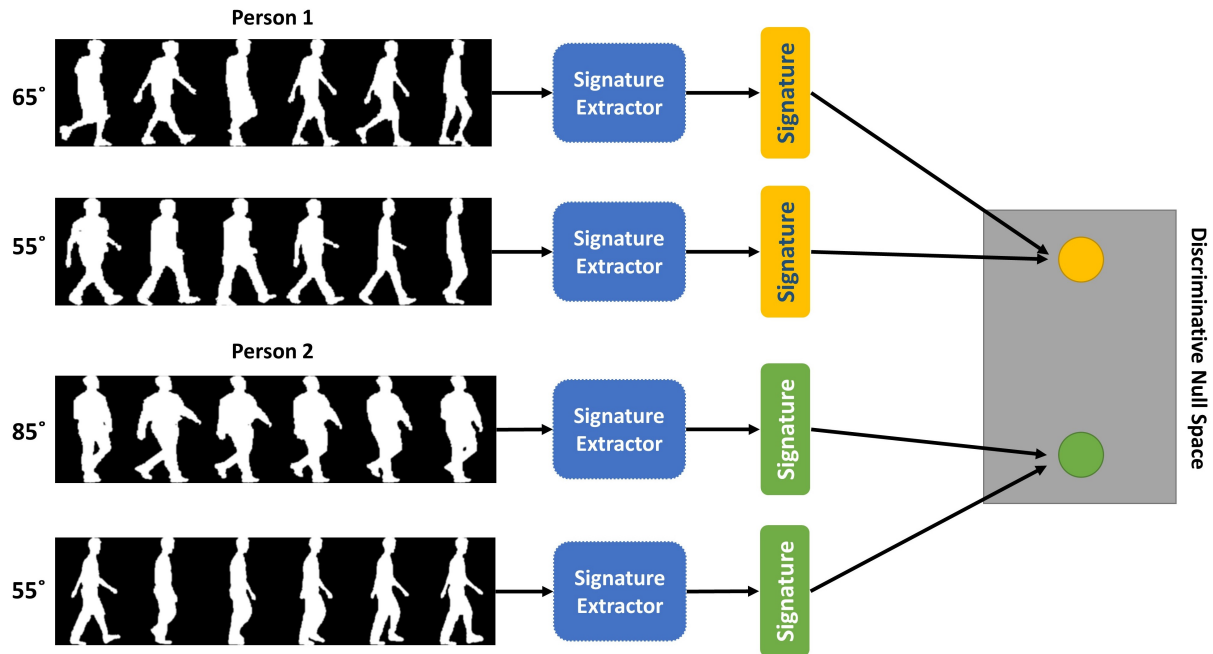 Person 1
65°
Signature
Extractor
Signature
55°
Signature
Extractor
Signature
Discriminative Null Space
Person 2
85°
Signature
Extractor
Signature
55°
Signature
Extractor
Signature